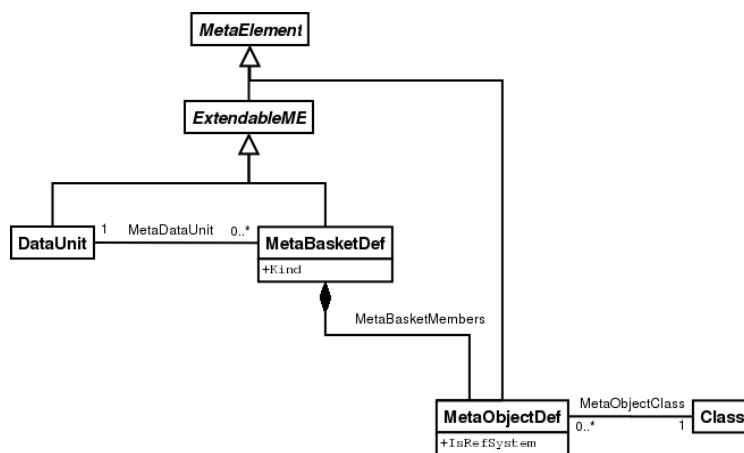 MetaElement
ExtendableME
DataUnit
1
MetaDataUnit
0..*
MetaBasketDef
+Kind
MetaBasketMembers
MetaObjectDef
+IsRefSystem
MetaObjectClass
0..*
1
Class